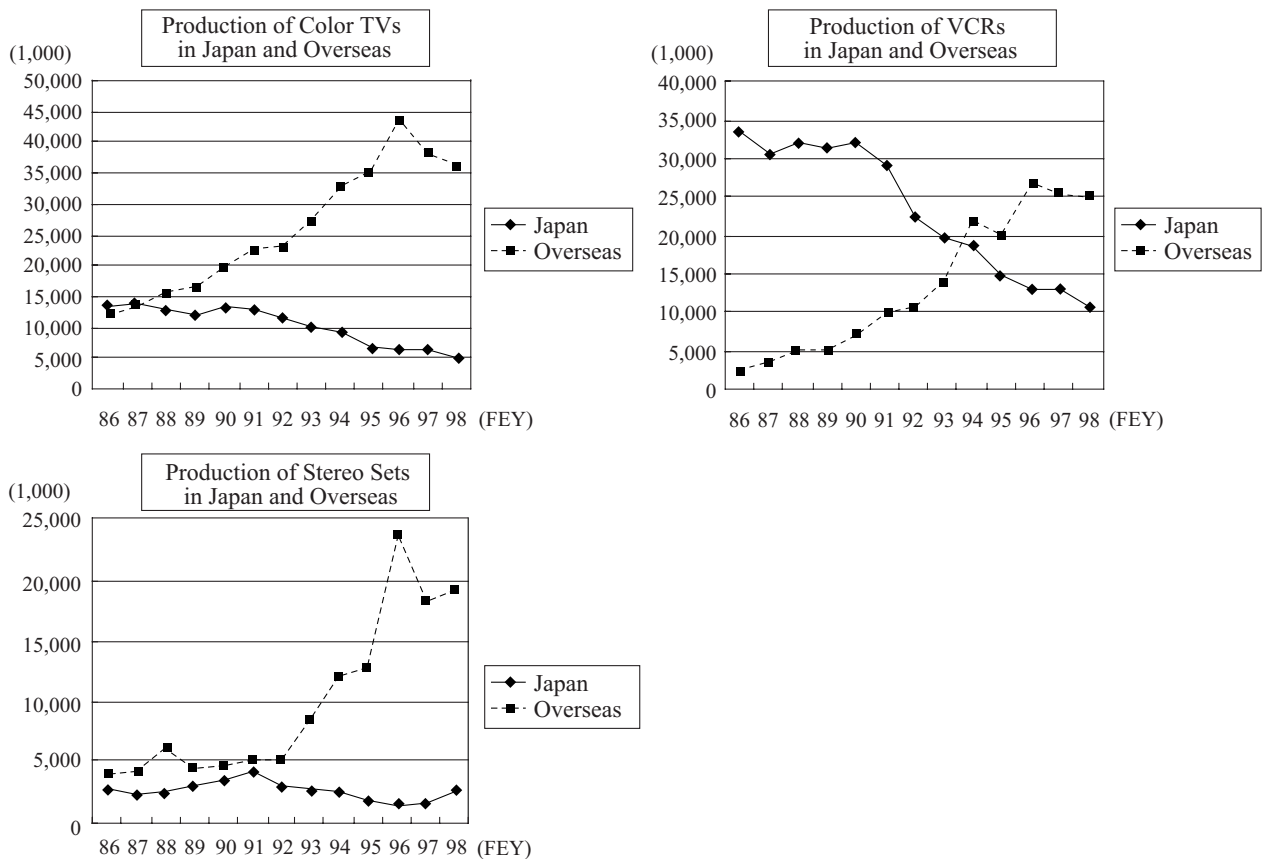 Production of Color TVs
in Japan and Overseas
(1,000)
50,000
45,000
40,000
35,000
30,000
25,000
20,000
15,000
10,000
5,000
0
86 87 88 89 90 91 92 93 94 95 96 97 98 (FEY)
Japan
Overseas
Production of VCRs
in Japan and Overseas
(1,000)
40,000
35,000
30,000
25,000
20,000
15,000
10,000
5,000
0
86 87 88 89 90 91 92 93 94 95 96 97 98 (FEY)
Japan
Overseas
Production of Stereo Sets
in Japan and Overseas
(1,000)
25,000
20,000
15,000
10,000
5,000
0
86 87 88 89 90 91 92 93 94 95 96 97 98 (FEY)
Japan
Overseas